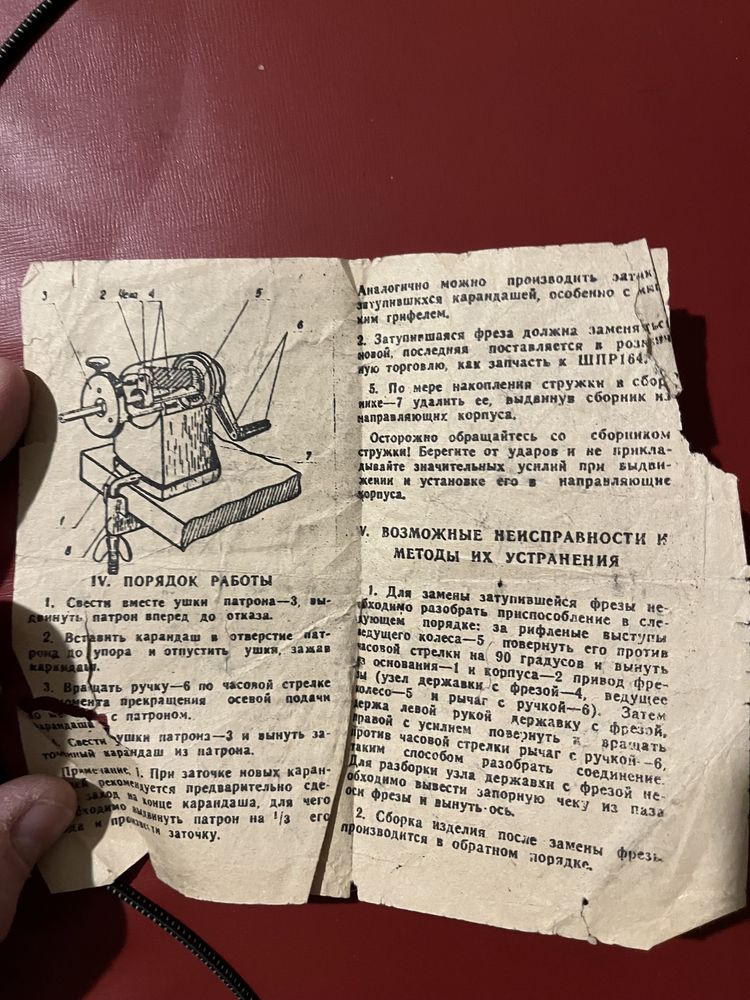 3 2 Чека 4 5
6
7
1
8
IV. ПОРЯДОК РАБОТЫ
1. Свести вместе ушки патрона—3, вы-
двинуть патрон вперед до отказа.
2. Вставить карандаш в отверстие пат-
рона до упора и отпустить ушки, зажав
карандаш.
3. Вращать ручку—6 по часовой стрелке
момента прекращения осевой подачи
с патроном.
карандаша
Свести ушки патрона—3 и вынуть за-
точенный карандаш из патрона.
Примечание. 1. При заточке новых каран-
рекомендуется предварительно сде-
заход на конце карандаша, для чего
выдвинуть патрон на 1/3 его
и произвести заточку.
Аналогично можно производить
затупившкхся карандашей, особенно с
ким грифелем.
2. Затупившаяся фреза должна заменяться
новой, последняя поставляется в
ную торговлю, как запчасть к ШПР164.
5. По мере накопления стружки в сбор
нике—7 удалить ее, выдвинув сборник из
направляющих корпуса.
Осторожно обращайтесь со сборником
стружки! Берегите от ударов и не прикла-
дывайте значительных усилий при выдви-
жении и установке его в направляющие
корпуса.
V. ВОЗМОЖНЫЕ НЕИСПРАВНОСТИ И
МЕТОДЫ ИХ УСТРАНЕНИЯ
1. Для замены затупившейся фрезы не-
обходимо разобрать приспособление в сле-
дующем порядке: за рифленые выступы
ведущего колеса—5 повернуть его против
часовой стрелки на 90 градусов и вынуть
из основания—1 и корпуса—2 привод фре-
зы (узел державки с фрезой—4, ведущее
колесо—5 и рычаг с ручкой—6). Затем
держа левой рукой державку с фрезой,
правой с усилием повернуть и вращать
против часовой стрелки рычаг с ручкой—6,
таким способом разобрать соединение.
Для разборки узла державки с фрезой не-
обходимо вывести запорную чеку из паза
оси фрезы и вынуть ось.
2. Сборка изделия после замены фрезы
производится в обратном порядке.